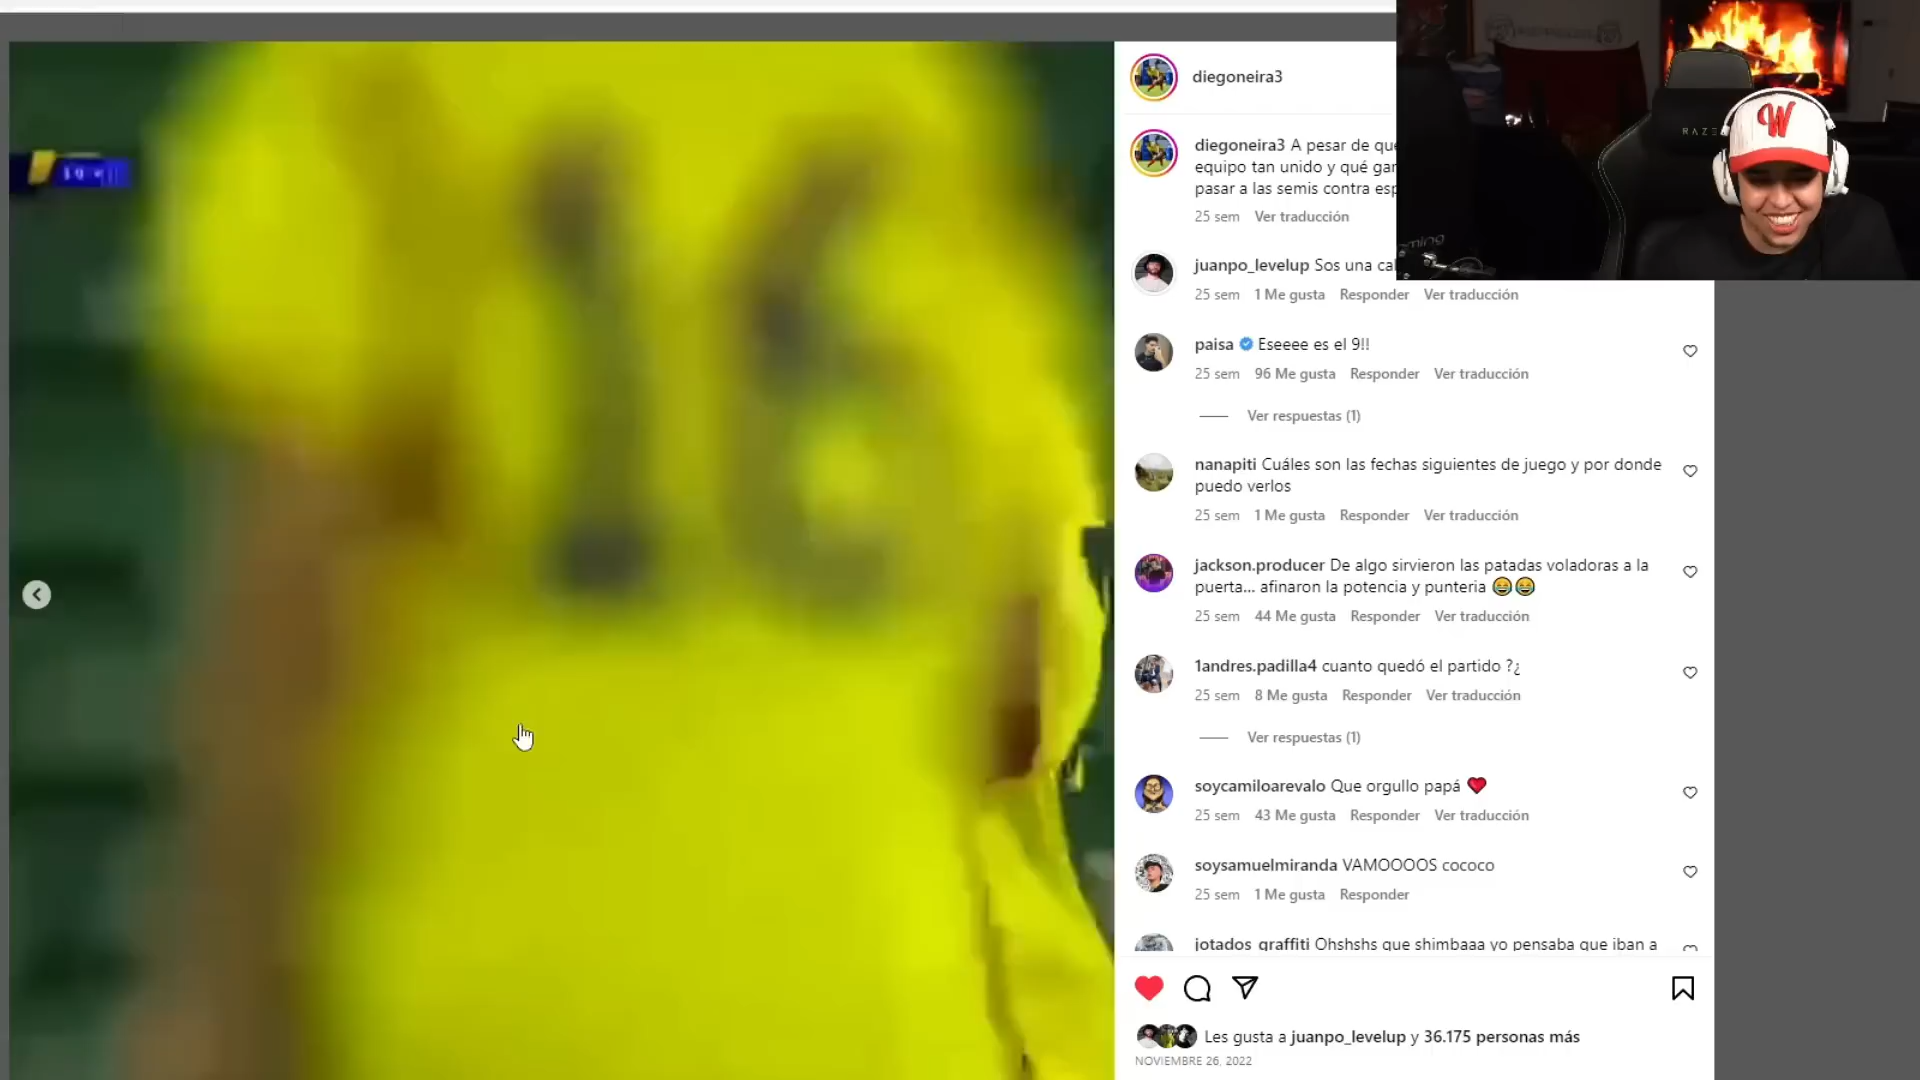 16
diegoneira3
diegoneira3 A pesar de que
equipo tan unido y qué gar
pasar a las semis contra esp
25 sem Ver traducción
juanpo_levelup Sos una cal
25 sem 1 Me gusta Responder Ver traducción
paisa Eseeee es el 9!!
25 sem 96 Me gusta Responder Ver traducción
Ver respuestas (1)
nanapiti Cuáles son las fechas siguientes de juego y por donde
puedo verlos
25 sem 1 Me gusta Responder Ver traducción
jackson.producer De algo sirvieron las patadas voladoras a la
puerta... afinaron la potencia y punteria 😂😂
25 sem 44 Me gusta Responder Ver traducción
1andres.padilla4 cuanto quedó el partido ?¿
25 sem 8 Me gusta Responder Ver traducción
Ver respuestas (1)
soycamiloarevalo Que orgullo papá ❤️
25 sem 43 Me gusta Responder Ver traducción
soysamuelmiranda VAMOOOOS cococo
25 sem 1 Me gusta Responder
jotados_graffiti Ohshshs que shimbaaa yo pensaba que iban a
Les gusta a juanpo_levelup y 36.175 personas más
NOVIEMBRE 26, 2022
W
RAZE